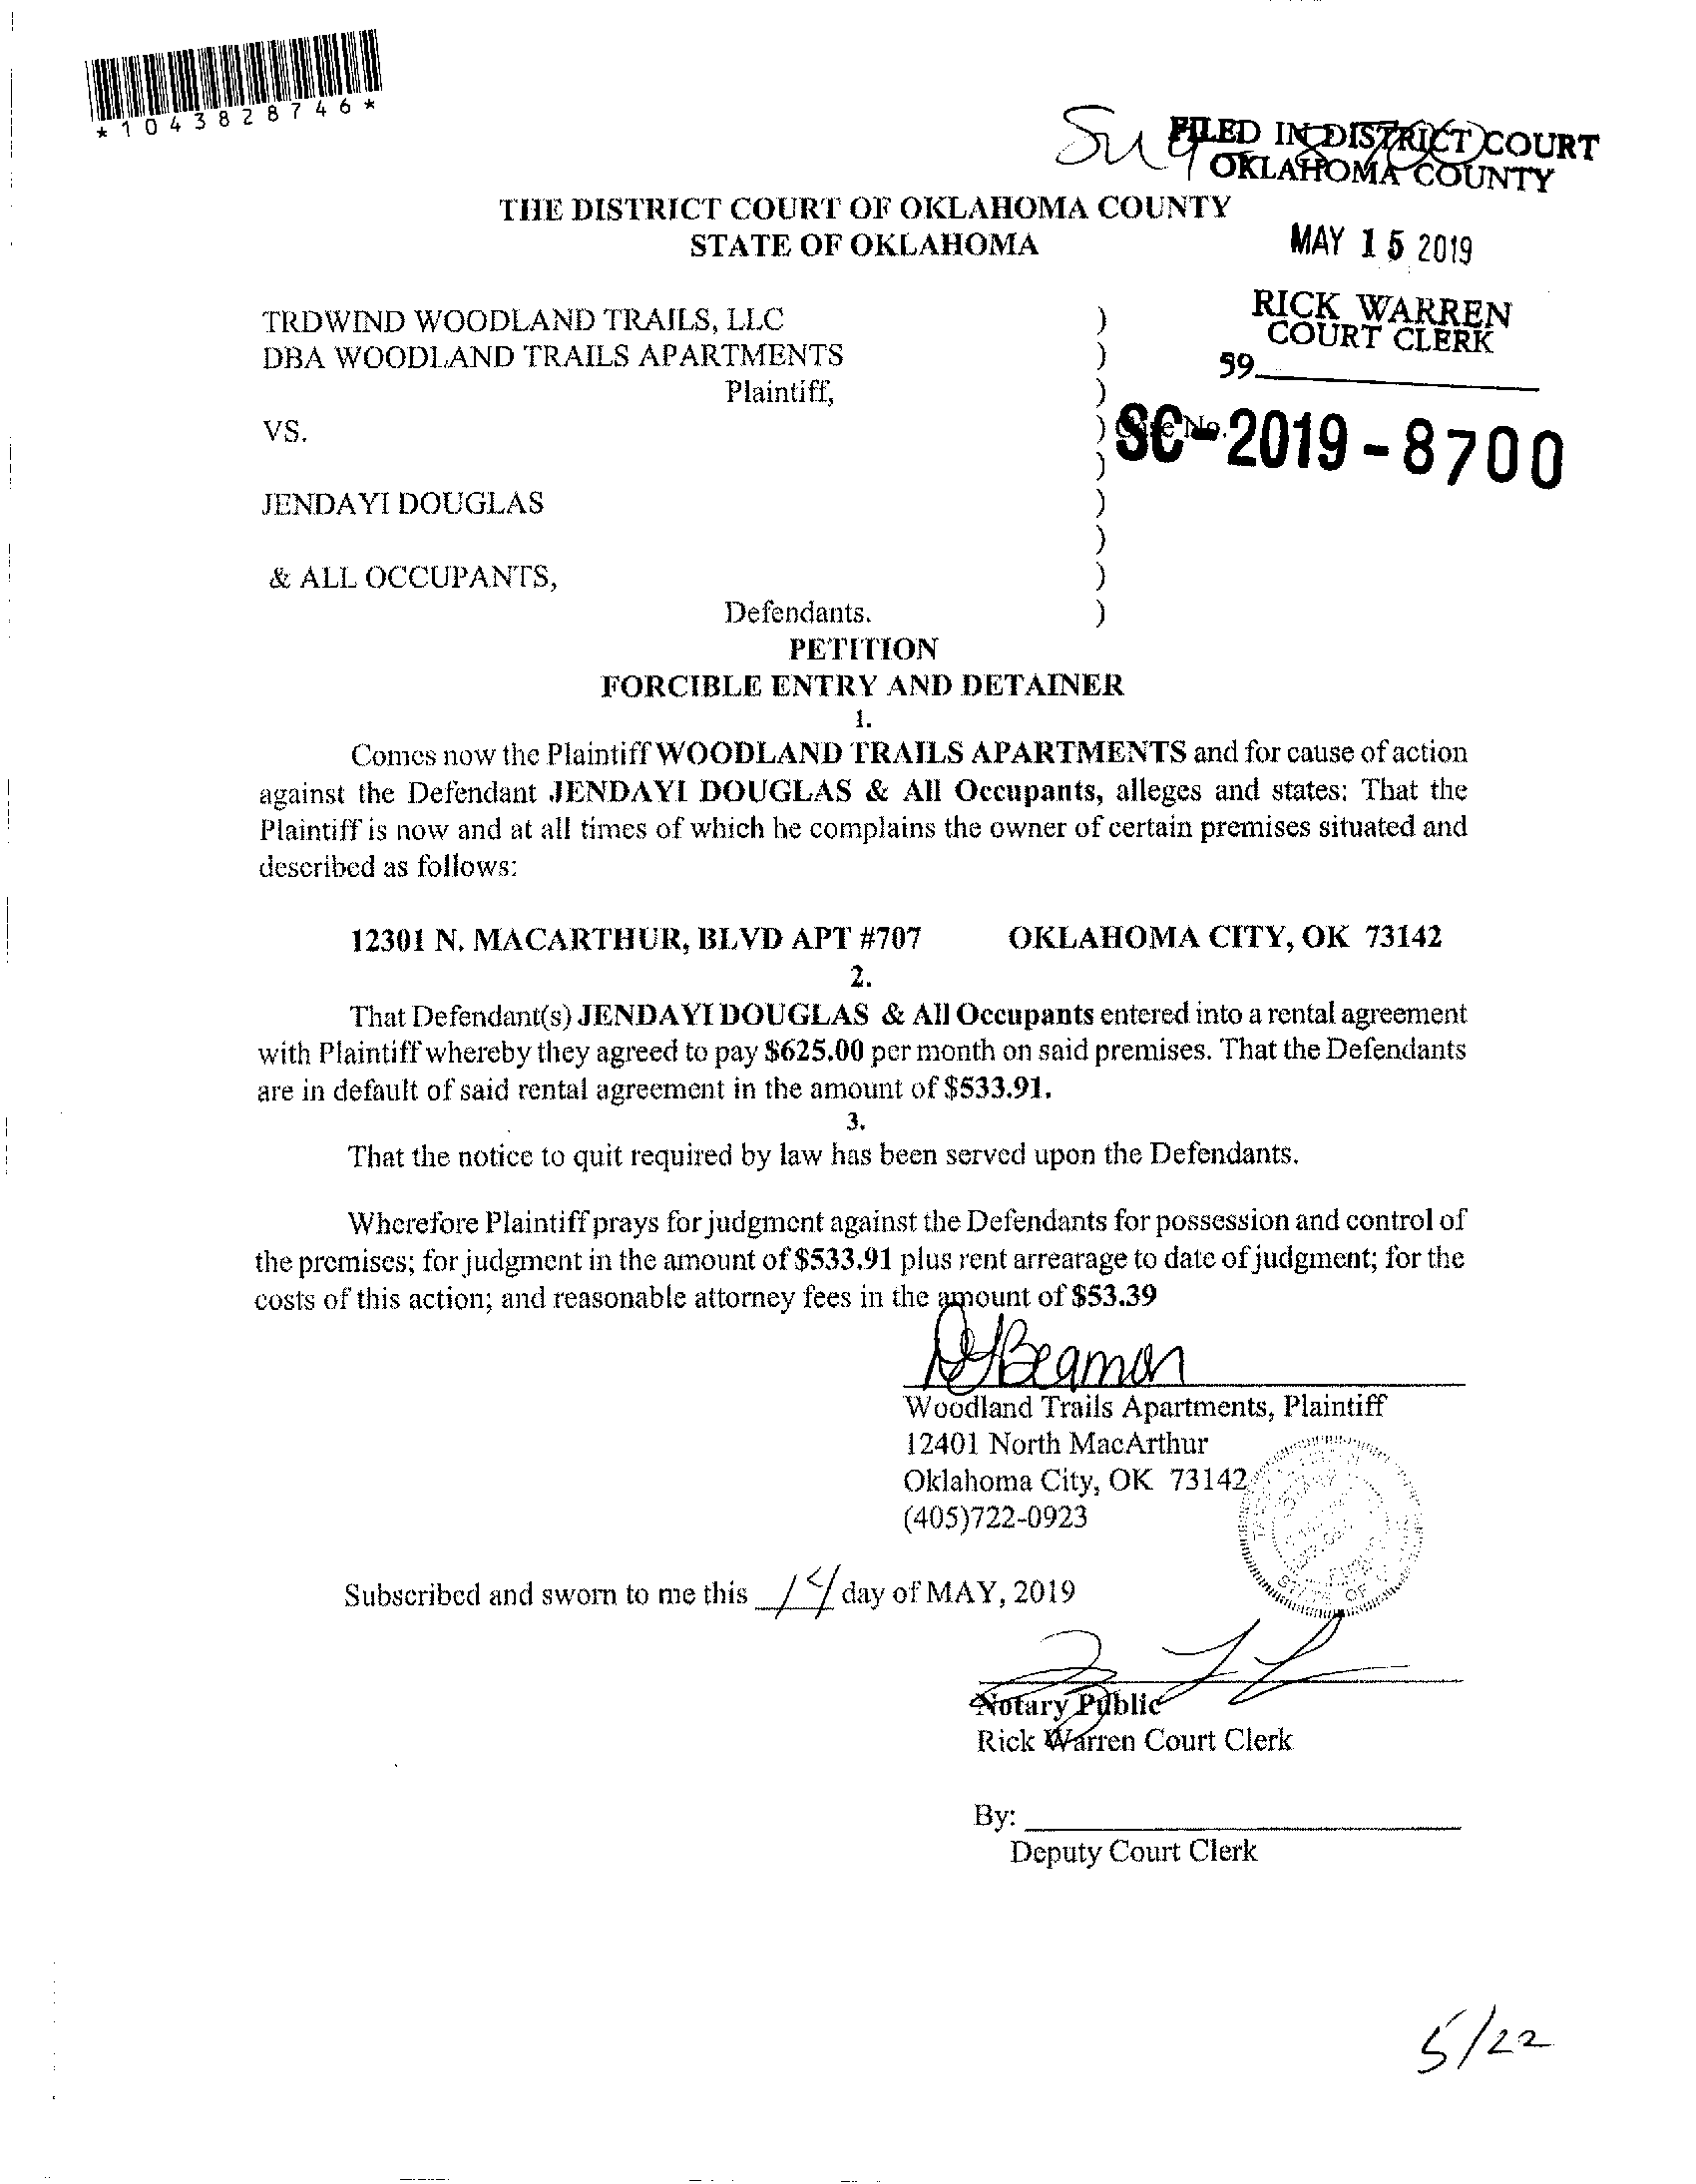 *1043828746*
FILED IN DISTRICT COURT
OKLAHOMA COUNTY
THE DISTRICT COURT OF OKLAHOMA COUNTY
STATE OF OKLAHOMA
MAY 15 2019
RICK WARREN
COURT CLERK
59
TRDWIND WOODLAND TRAILS, LLC )
DBA WOODLAND TRAILS APARTMENTS )
Plaintiff, )
VS. ) Case No. SC-2019-8700
)
JENDAYI DOUGLAS )
)
& ALL OCCUPANTS, )
Defendants. )
PETITION
FORCIBLE ENTRY AND DETAINER
1.
Comes now the Plaintiff WOODLAND TRAILS APARTMENTS and for cause of action
against the Defendant JENDAYI DOUGLAS & All Occupants, alleges and states: That the
Plaintiff is now and at all times of which he complains the owner of certain premises situated and
described as follows:
12301 N. MACARTHUR, BLVD APT #707 OKLAHOMA CITY, OK 73142
2.
That Defendant(s) JENDAYI DOUGLAS & All Occupants entered into a rental agreement
with Plaintiff whereby they agreed to pay $625.00 per month on said premises. That the Defendants
are in default of said rental agreement in the amount of $533.91.
3.
That the notice to quit required by law has been served upon the Defendants.
Wherefore Plaintiff prays for judgment against the Defendants for possession and control of
the premises; for judgment in the amount of $533.91 plus rent arrearage to date of judgment; for the
costs of this action; and reasonable attorney fees in the amount of $53.39
Beamon
Woodland Trails Apartments, Plaintiff
12401 North MacArthur
Oklahoma City, OK 73142
(405)722-0923
Subscribed and sworn to me this 14 day of MAY, 2019
Notary Public
Rick Warren Court Clerk
By:
Deputy Court Clerk
5/22